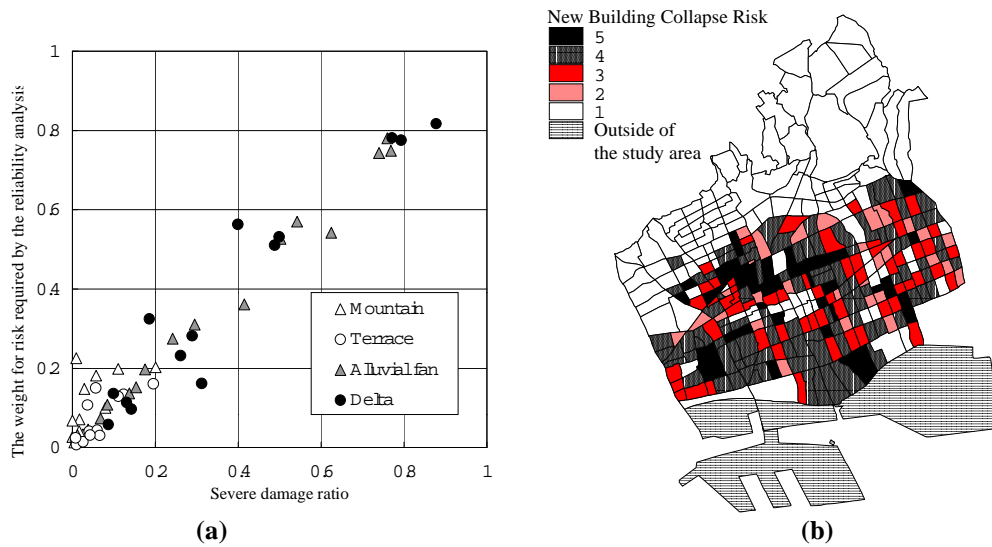 The weight for risk required by the reliability analysis
1
0.8
0.6
0.4
0.2
0
0
0.2
0.4
0.6
0.8
1
Severe damage ratio
Mountain
Terrace
Alluvial fan
Delta
(a)
New Building Collapse Risk
5
4
3
2
1
Outside of
the study area
(b)